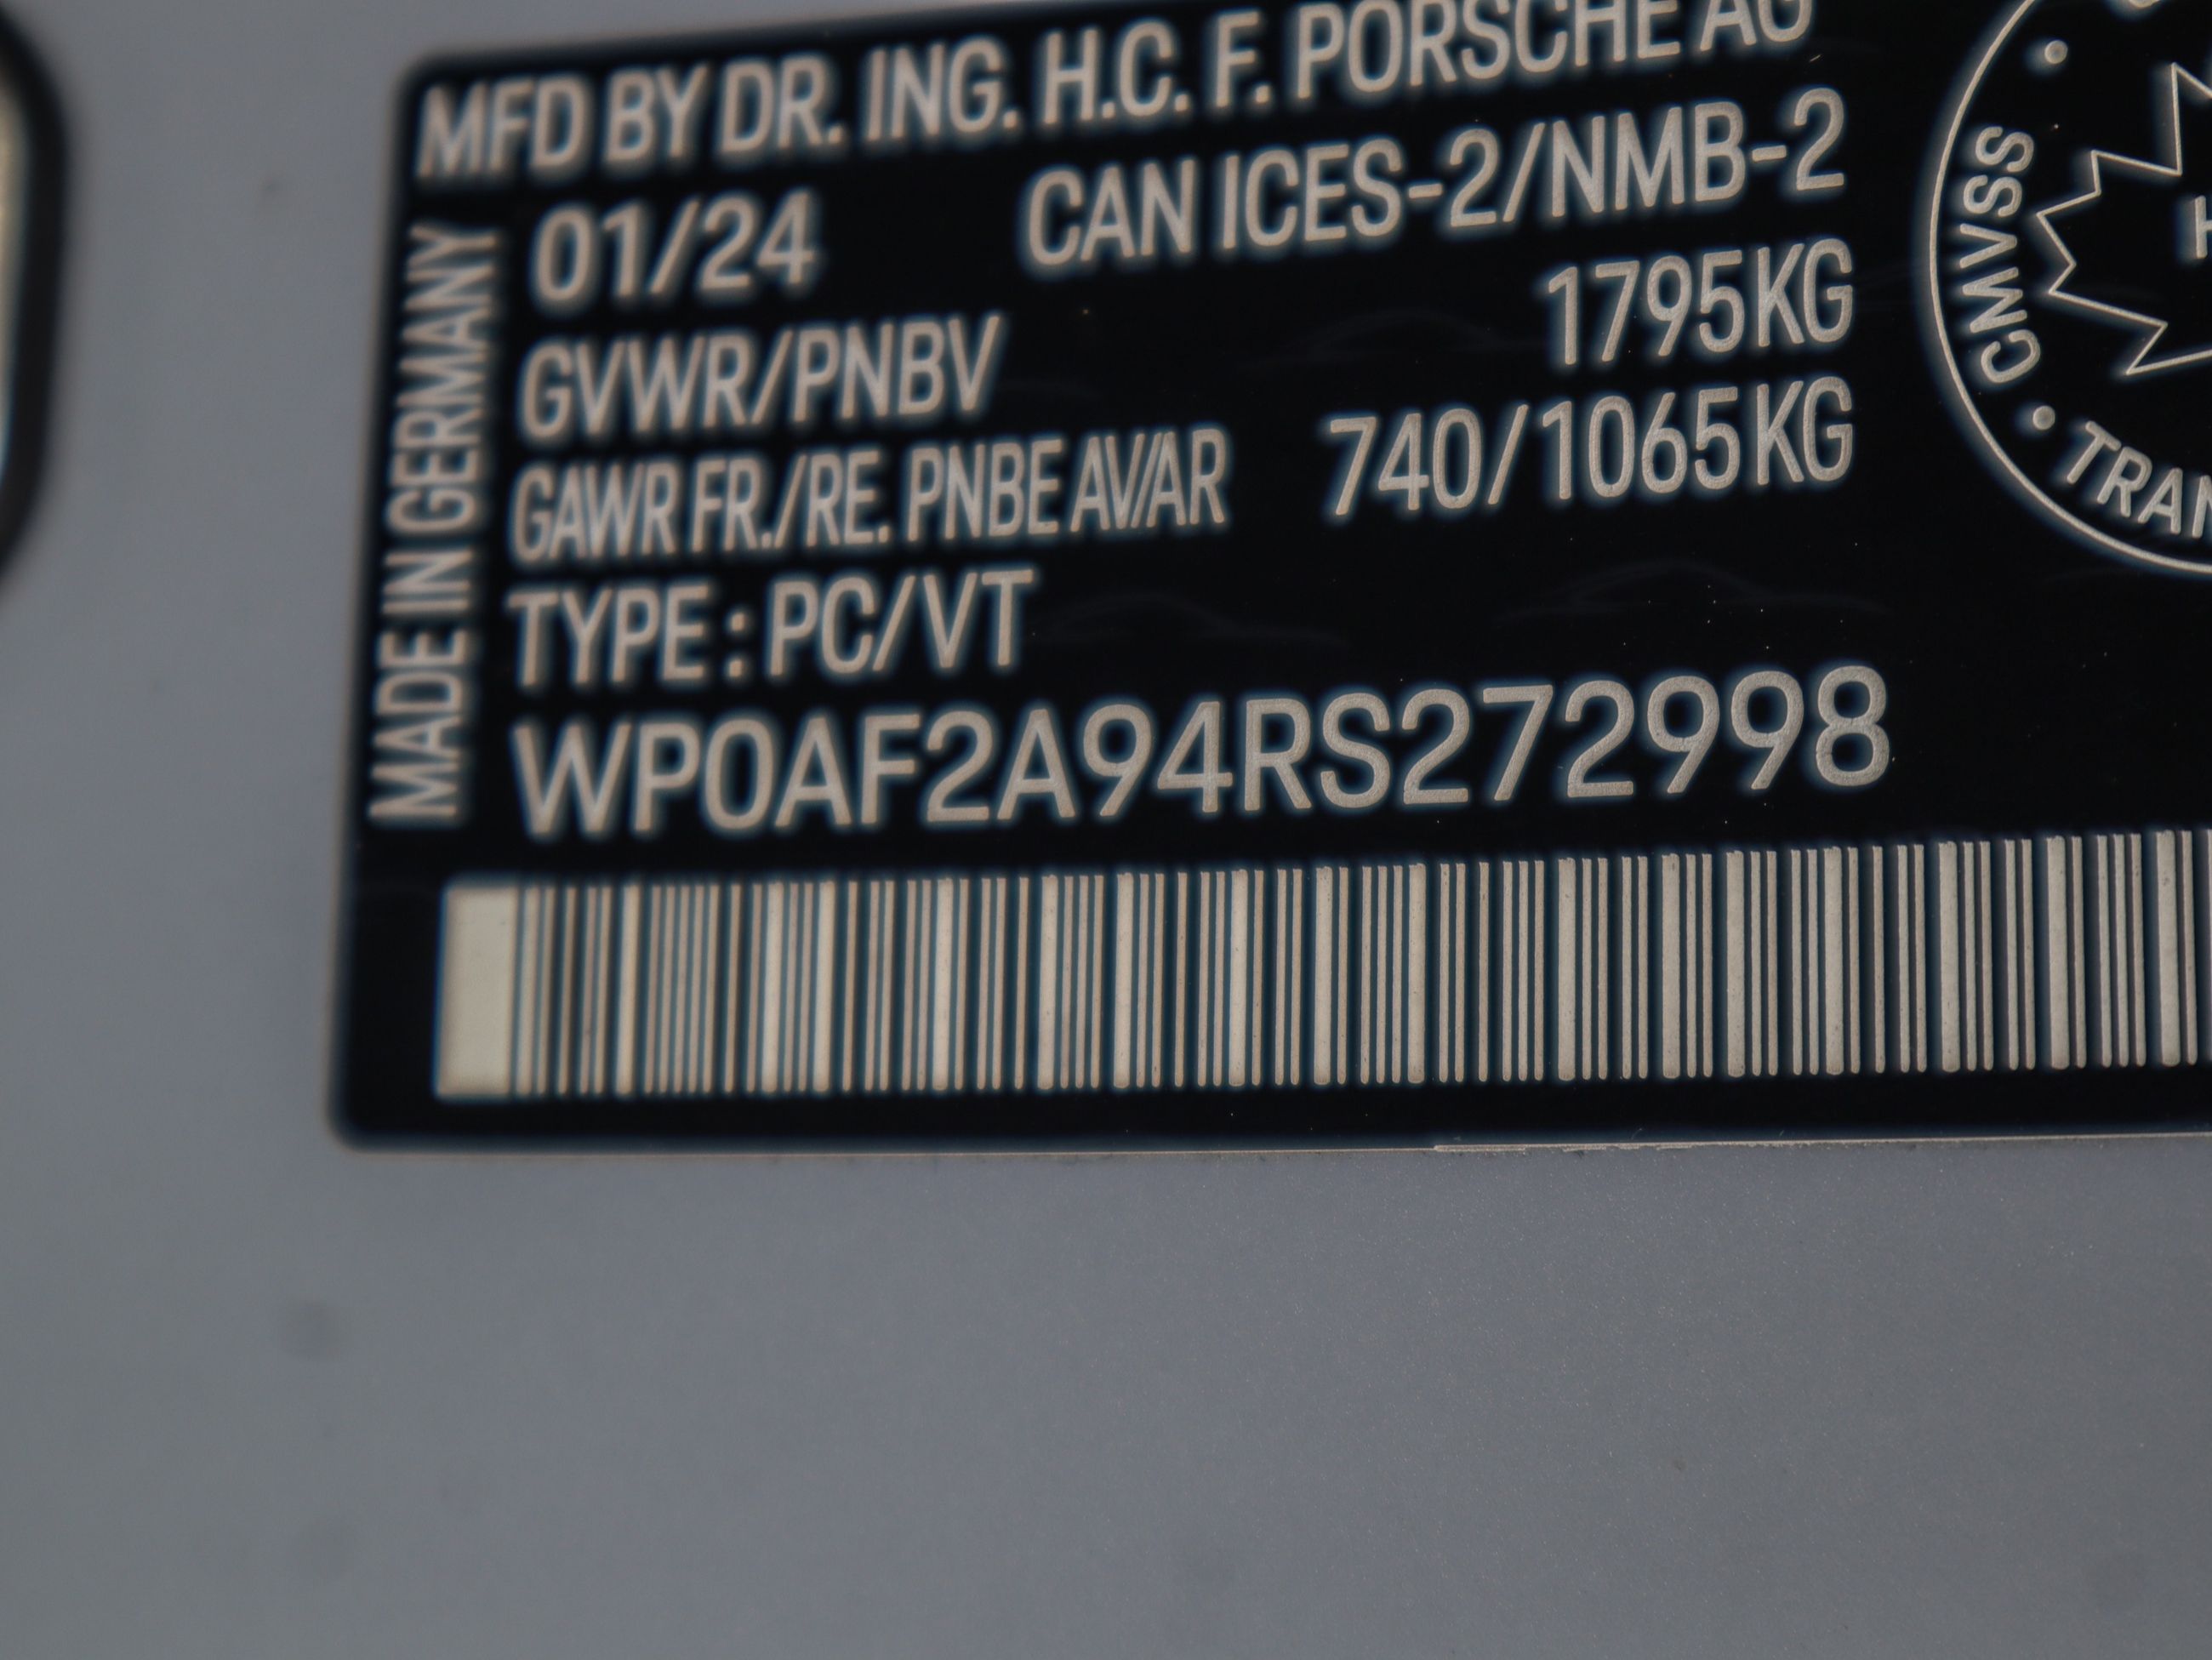 MFD BY DR. ING. H.C. F. PORSCHE AG
01/24 CAN ICES-2/NMB-2
GVWR/PNBV 1795KG
GAWR FR./RE. PNBE AV/AR 740/1065KG
TYPE : PC/VT
WP0AF2A94RS272998
MADE IN GERMANY
CMVSS